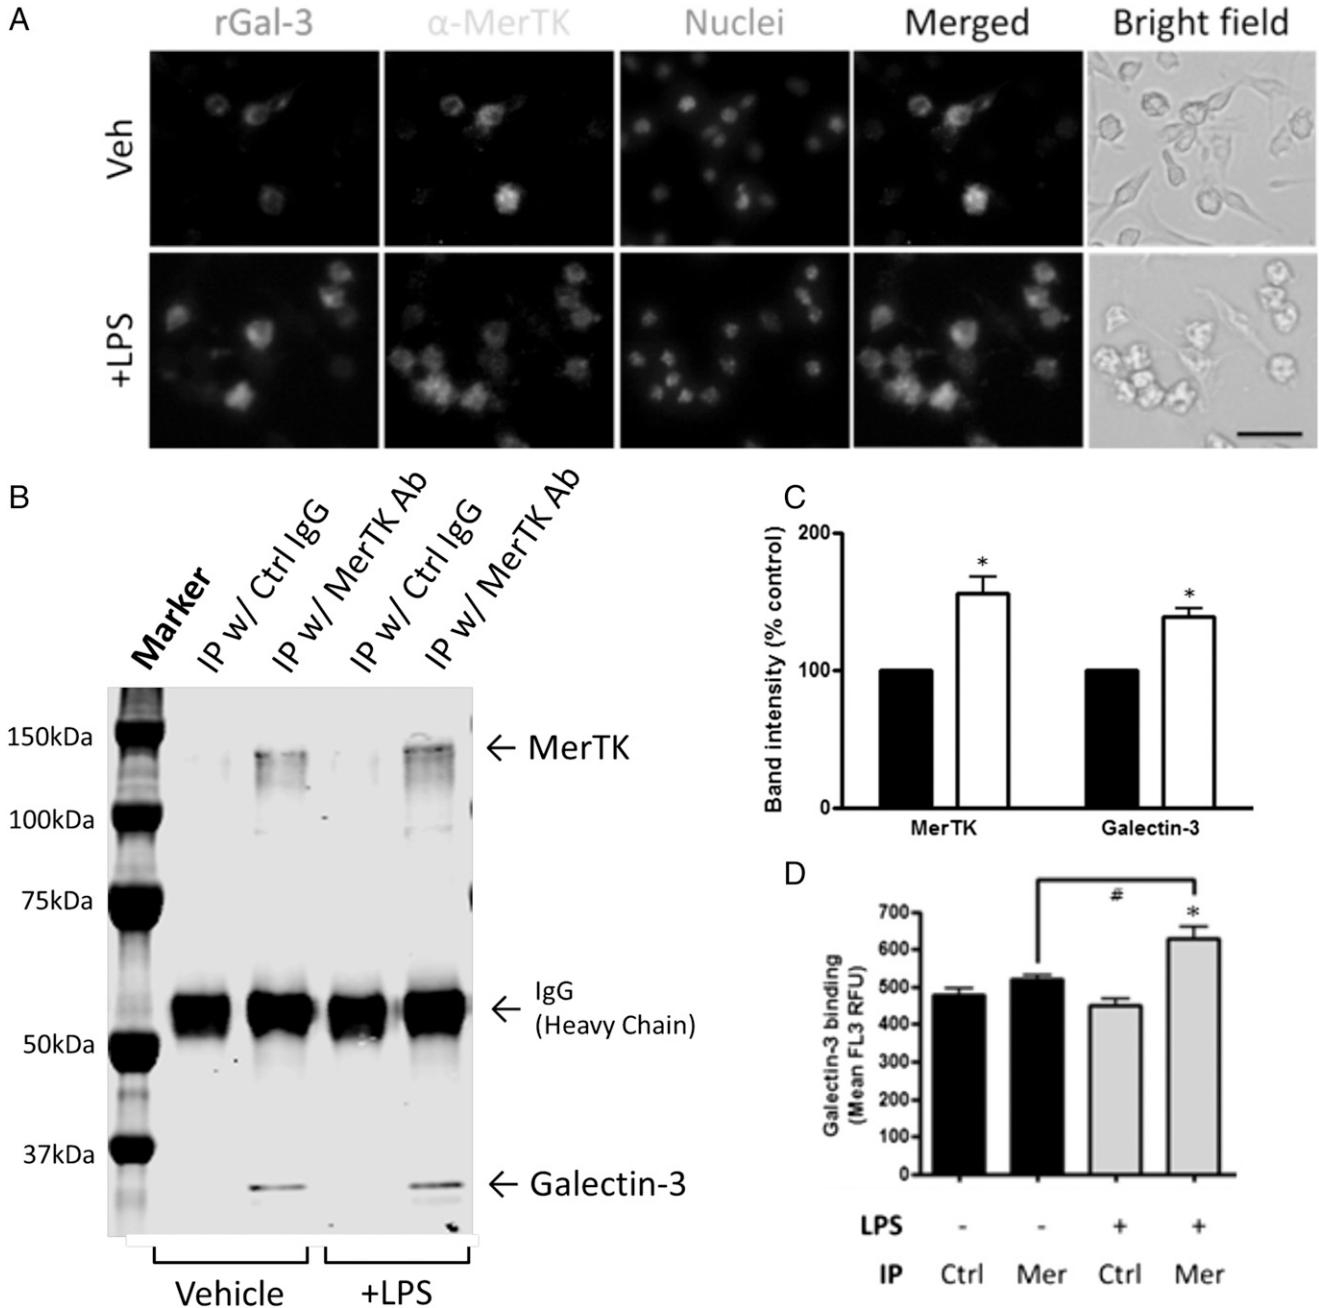 A
rGal-3 α-MerTK Nuclei Merged Bright field
Veh
+LPS
B
Marker
IP w/ Ctrl IgG
IP w/ MerTK Ab
IP w/ Ctrl IgG
IP w/ MerTK Ab
150kDa
100kDa
75kDa
50kDa
37kDa
← MerTK
← IgG
(Heavy Chain)
← Galectin-3
Vehicle +LPS
C
Band intensity (% control)
200
100
0
*
*
MerTK Galectin-3
D
Galectin-3 binding
(Mean FL3 RFU)
700
600
500
400
300
200
100
0
#
*
LPS - - + +
IP Ctrl Mer Ctrl Mer